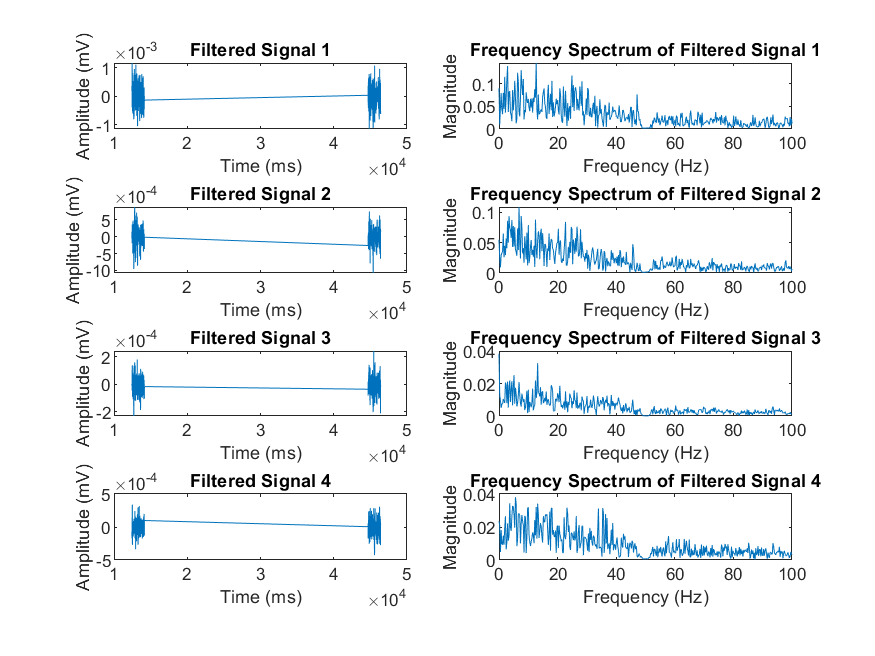 Filtered Signal 1
×10⁻³
Amplitude (mV)
1
0
-1
1 2 3 4 5
Time (ms)
×10⁴
Frequency Spectrum of Filtered Signal 1
Magnitude
0.1
0.05
0
0 20 40 60 80 100
Frequency (Hz)
Filtered Signal 2
×10⁻⁴
Amplitude (mV)
5
0
-5
-10
1 2 3 4 5
Time (ms)
×10⁴
Frequency Spectrum of Filtered Signal 2
Magnitude
0.1
0.05
0
0 20 40 60 80 100
Frequency (Hz)
Filtered Signal 3
×10⁻⁴
Amplitude (mV)
2
0
-2
1 2 3 4 5
Time (ms)
×10⁴
Frequency Spectrum of Filtered Signal 3
Magnitude
0.04
0.02
0
0 20 40 60 80 100
Frequency (Hz)
Filtered Signal 4
×10⁻⁴
Amplitude (mV)
5
0
-5
1 2 3 4 5
Time (ms)
×10⁴
Frequency Spectrum of Filtered Signal 4
Magnitude
0.04
0.02
0
0 20 40 60 80 100
Frequency (Hz)